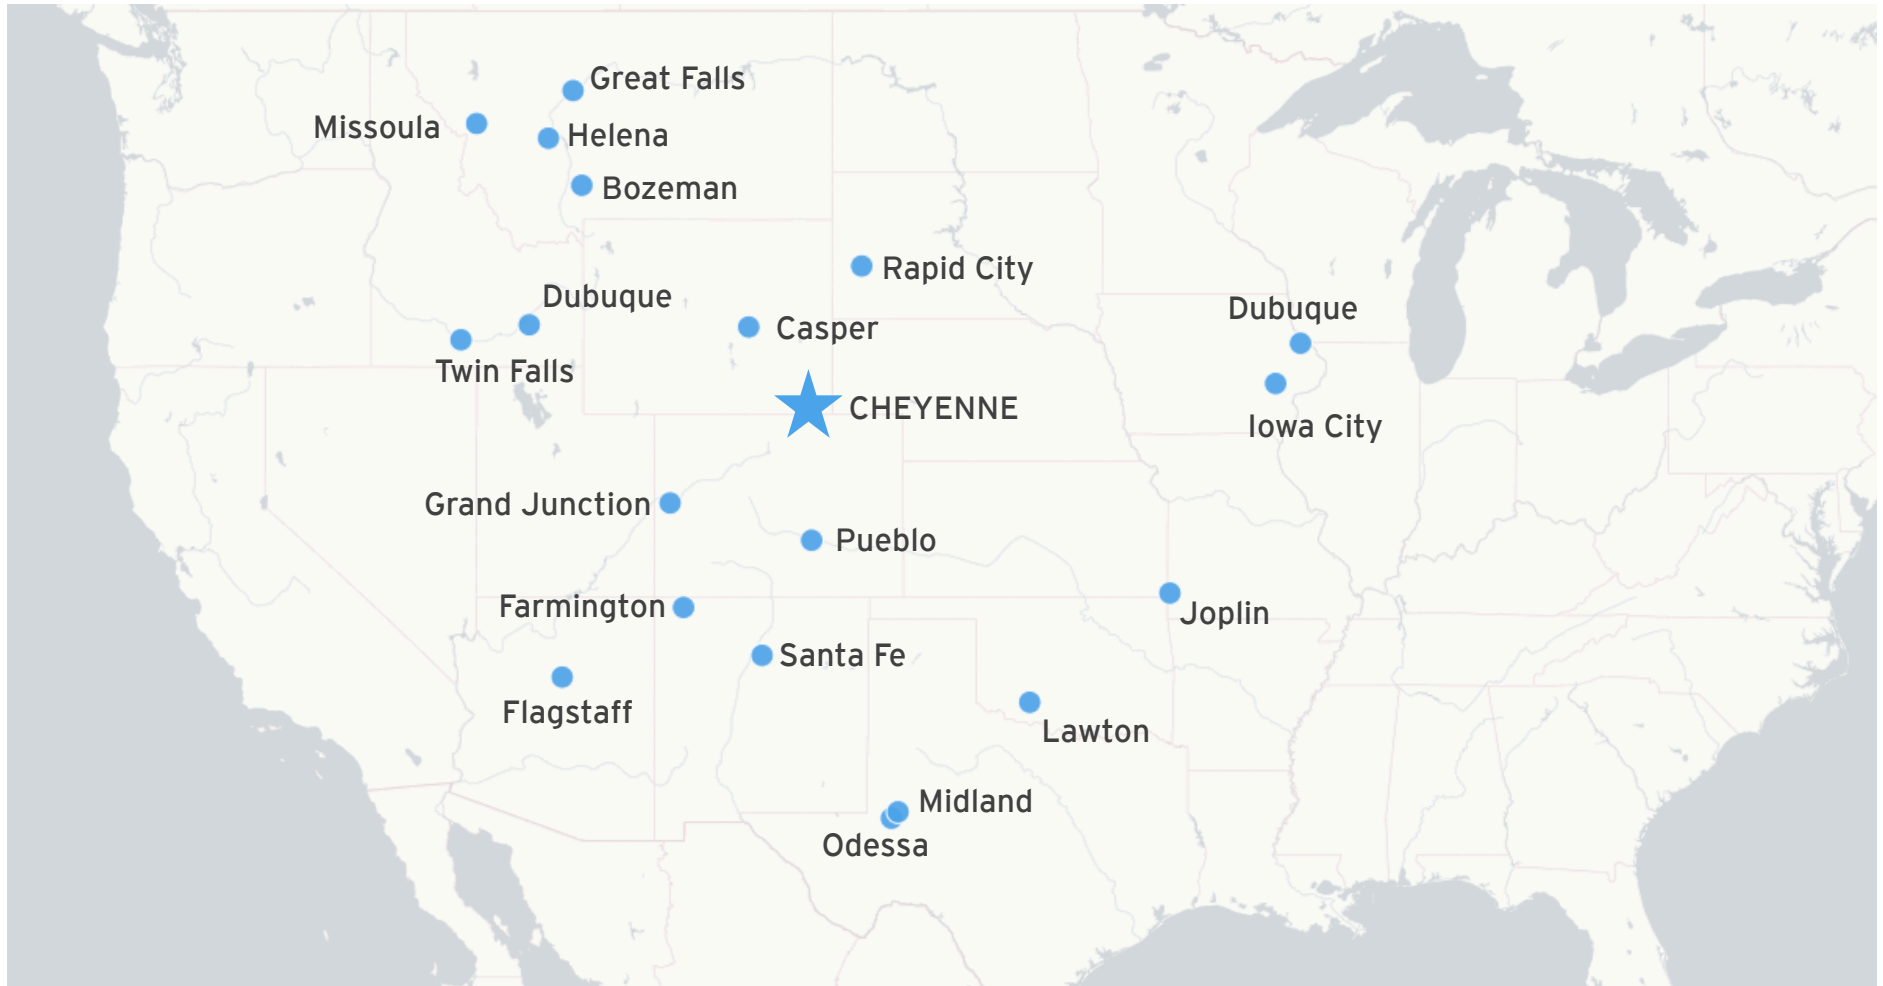 Great Falls
Missoula
Helena
Bozeman
Rapid City
Dubuque
Dubuque
Casper
Twin Falls
CHEYENNE
Iowa City
Grand Junction
Pueblo
Farmington
Joplin
Santa Fe
Flagstaff
Lawton
Midland
Odessa